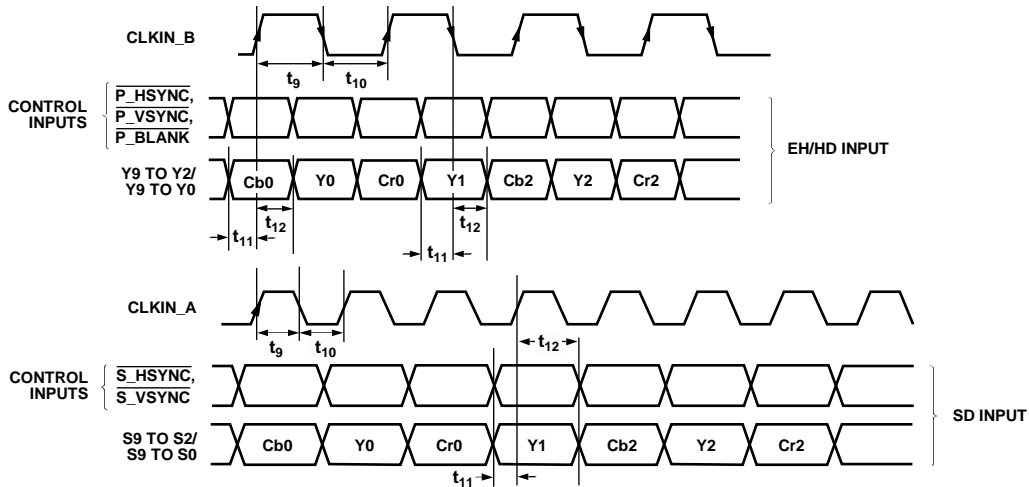 CLKIN_B
t9
t10
CONTROL
INPUTS
P_HSYNC,
P_VSYNC,
P_BLANK
EH/HD INPUT
Y9 TO Y2/
Y9 TO Y0
Cb0 Y0 Cr0 Y1 Cb2 Y2 Cr2
t12
t12
t11
t11
CLKIN_A
t9
t10
t12
CONTROL
INPUTS
S_HSYNC,
S_VSYNC
SD INPUT
S9 TO S2/
S9 TO S0
Cb0 Y0 Cr0 Y1 Cb2 Y2 Cr2
t11